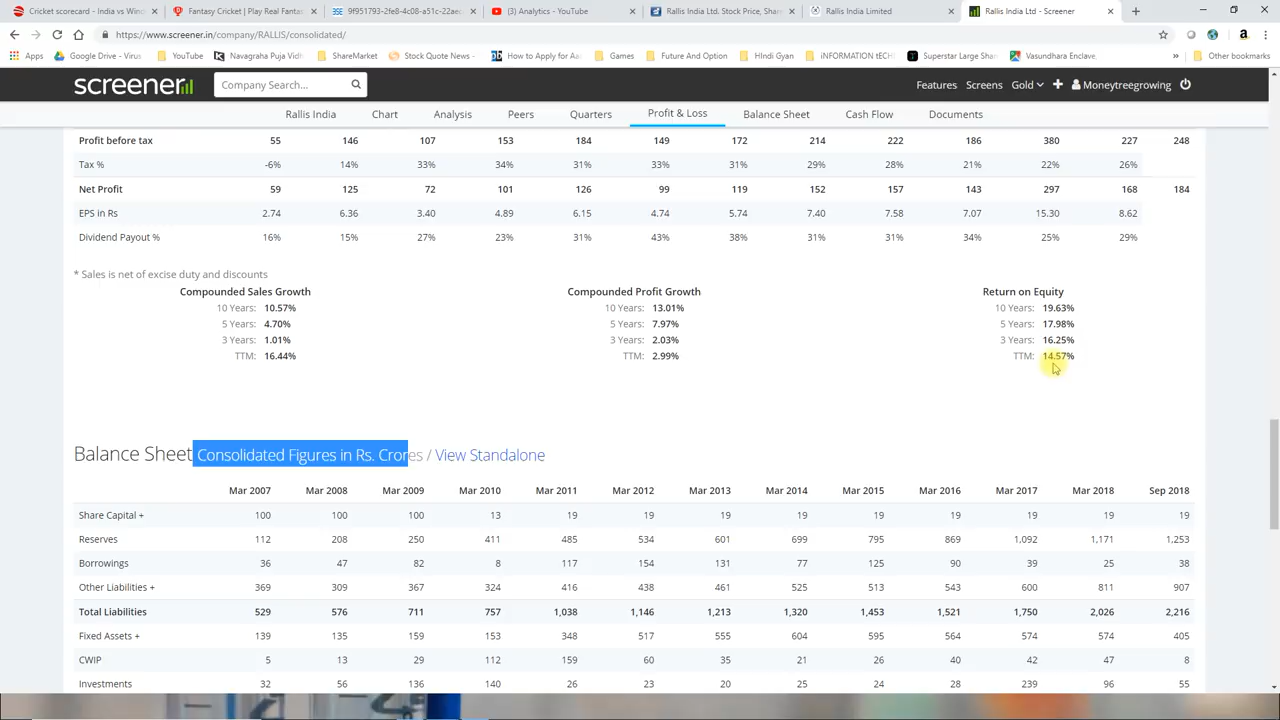 Cricket scorecard - India vs Wind
Fantasy Cricket | Play Real Fantas
9f951793-2fe8-4c08-a51c-22aec
(3) Analytics - YouTube
Rallis India Ltd. Stock Price, Share
Rallis India Limited
Rallis India Ltd - Screener
https://www.screener.in/company/RALLIS/consolidated/
Apps
Google Drive - Virus
YouTube
Navagraha Puja Vidh
ShareMarket
Stock Quote News -
How to Apply for Aa
Games
Future And Option
HIndi Gyan
iNFORMATION tECH
Superstar Large Shar
Vasundhara Enclave,
Other bookmarks
screener
Company Search...
Features Screens Gold Moneytreegrowing
Rallis India Chart Analysis Peers Quarters Profit & Loss Balance Sheet Cash Flow Documents
Profit before tax 55 146 107 153 184 149 172 214 222 186 380 227 248
Tax % -6% 14% 33% 34% 31% 33% 31% 29% 28% 21% 22% 26%
Net Profit 59 125 72 101 126 99 119 152 157 143 297 168 184
EPS in Rs 2.74 6.36 3.40 4.89 6.15 4.74 5.74 7.40 7.58 7.07 15.30 8.62
Dividend Payout % 16% 15% 27% 23% 31% 43% 38% 31% 31% 34% 25% 29%
* Sales is net of excise duty and discounts
Compounded Sales Growth
10 Years: 10.57%
5 Years: 4.70%
3 Years: 1.01%
TTM: 16.44%
Compounded Profit Growth
10 Years: 13.01%
5 Years: 7.97%
3 Years: 2.03%
TTM: 2.99%
Return on Equity
10 Years: 19.63%
5 Years: 17.98%
3 Years: 16.25%
TTM: 14.57%
Balance Sheet Consolidated Figures in Rs. Crores / View Standalone
Mar 2007 Mar 2008 Mar 2009 Mar 2010 Mar 2011 Mar 2012 Mar 2013 Mar 2014 Mar 2015 Mar 2016 Mar 2017 Mar 2018 Sep 2018
Share Capital + 100 100 100 13 19 19 19 19 19 19 19 19 19
Reserves 112 208 250 411 485 534 601 699 795 869 1,092 1,171 1,253
Borrowings 36 47 82 8 117 154 131 77 125 90 39 25 38
Other Liabilities + 369 309 367 324 416 438 461 525 513 543 600 811 907
Total Liabilities 529 576 711 757 1,038 1,146 1,213 1,320 1,453 1,521 1,750 2,026 2,216
Fixed Assets + 139 135 159 153 348 517 555 604 595 564 574 574 405
CWIP 5 13 29 112 159 60 35 21 26 40 42 47 8
Investments 32 56 136 140 26 23 20 25 24 28 239 96 55